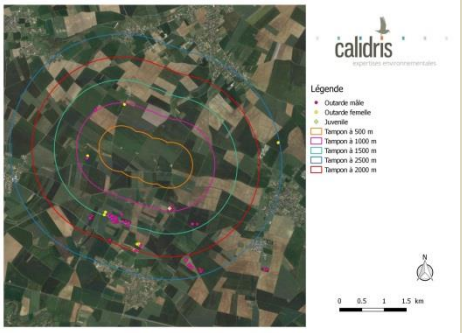 calidris
expertises environnementales
Légende
Outarde mâle
Outarde femelle
Juvenile
Tampon à 500 m
Tampon à 1000 m
Tampon à 1500 m
Tampon à 2500 m
Tampon à 2000 m
N
0 0.5 1 1.5 km